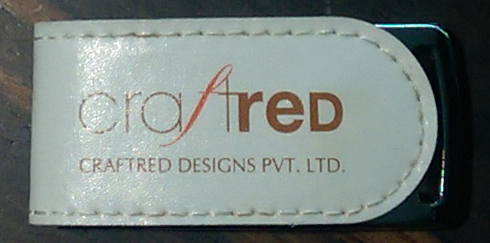 craftred
CRAFTRED DESIGNS PVT. LTD.